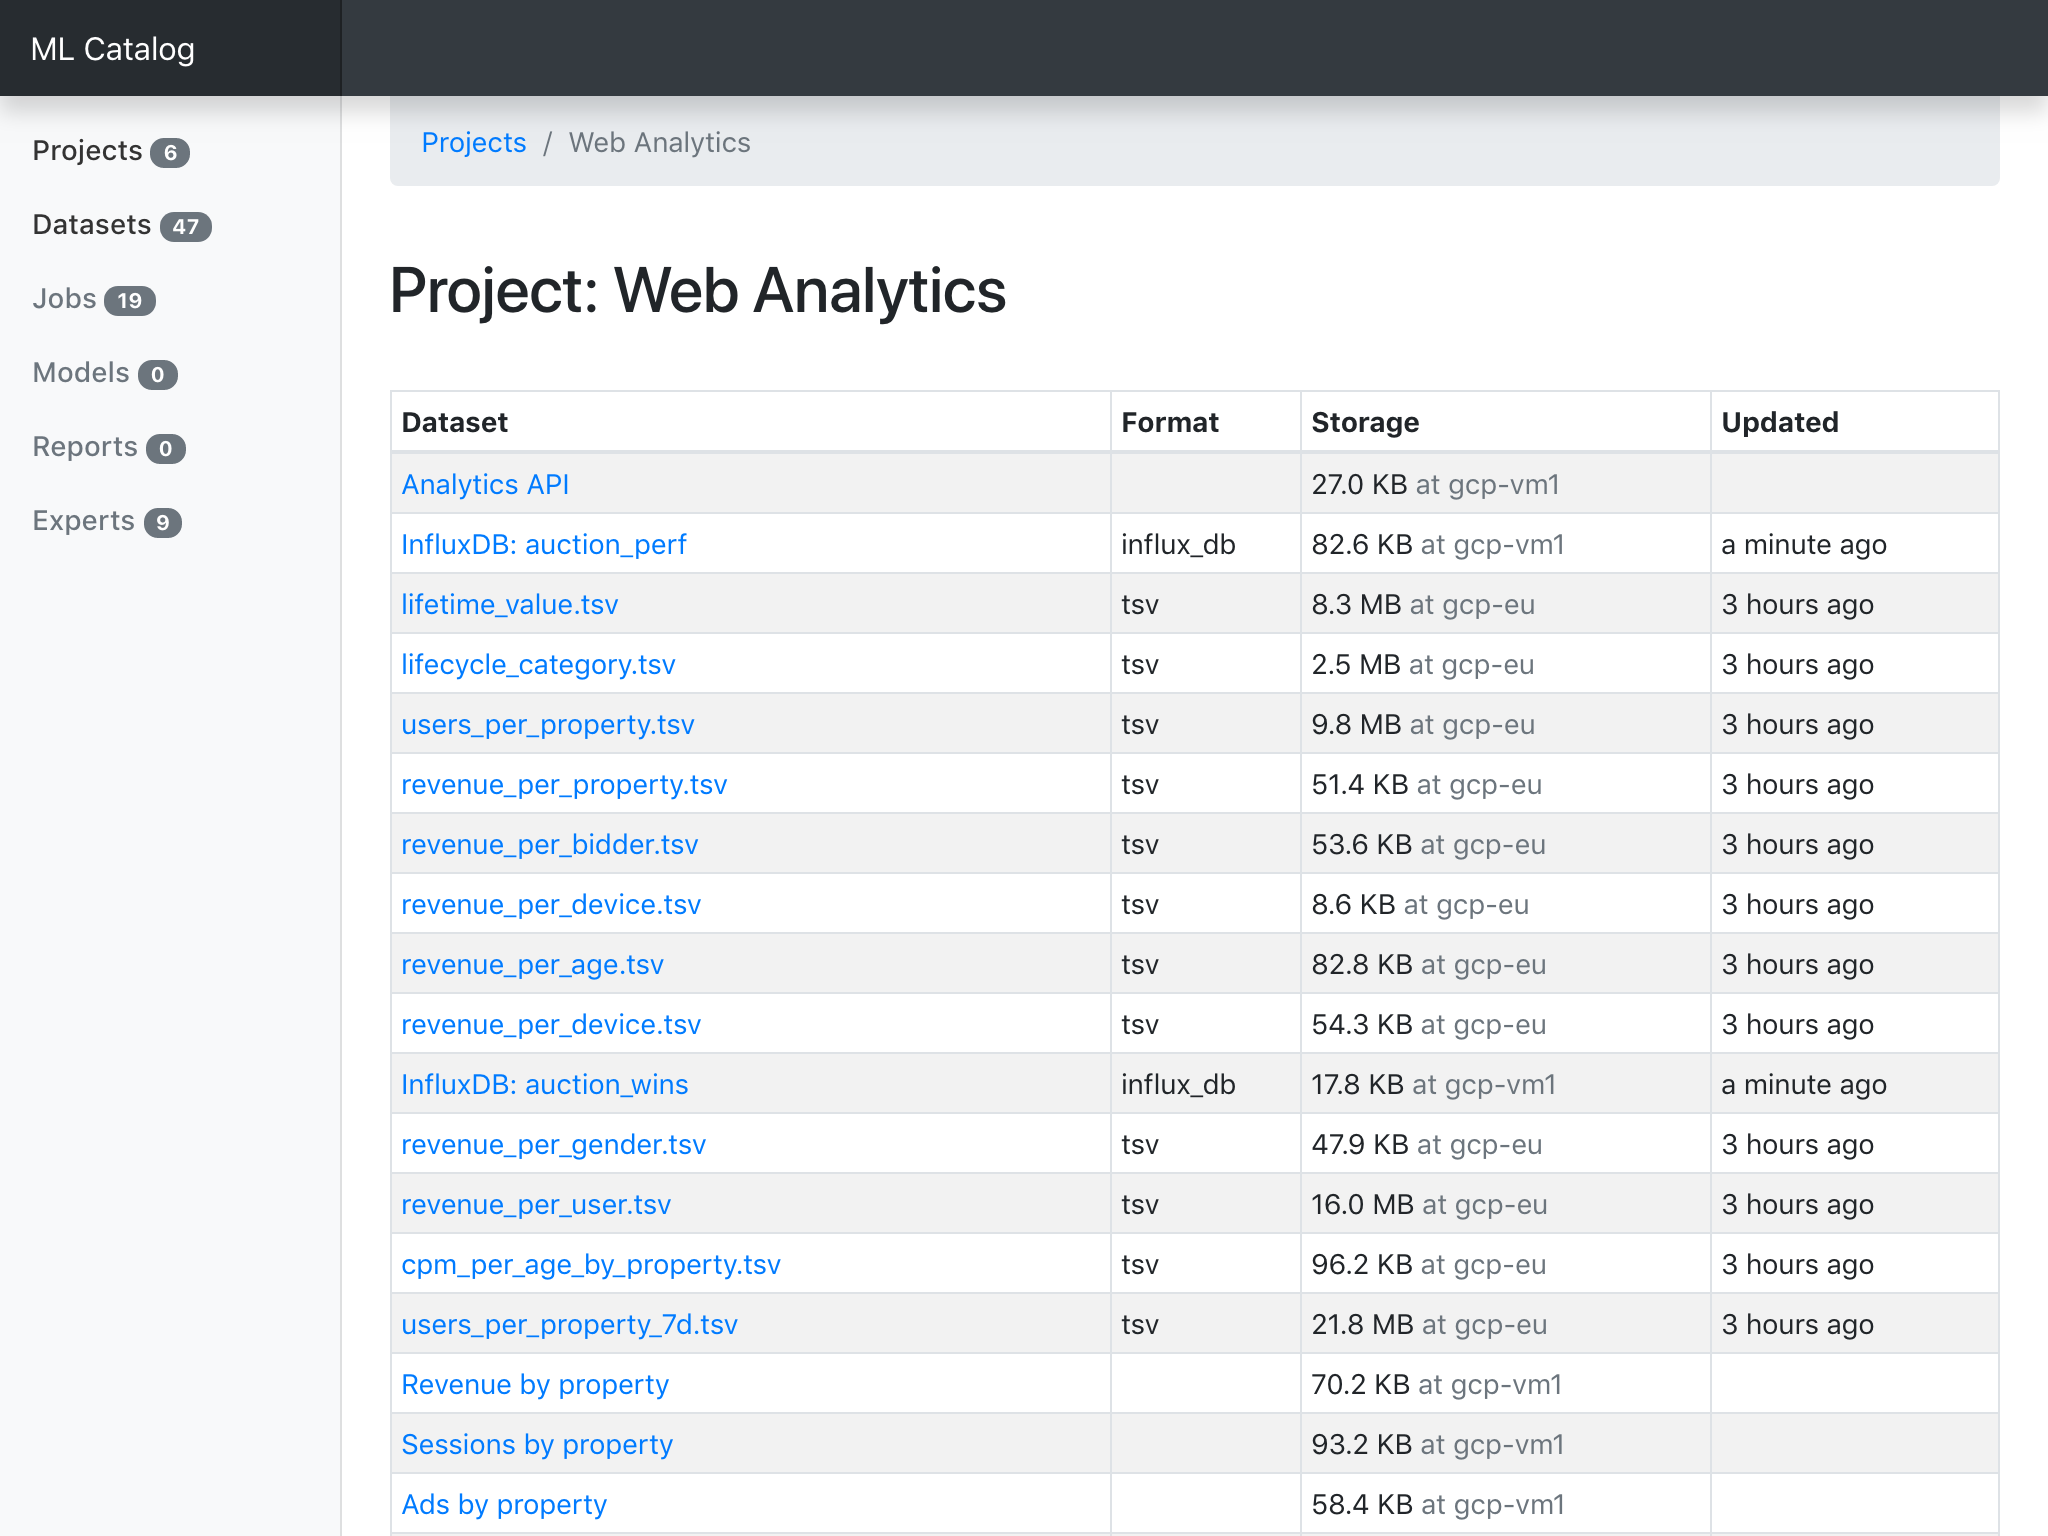 ML Catalog
Projects 6
Datasets 47
Jobs 19
Models 0
Reports 0
Experts 9
Projects / Web Analytics
Project: Web Analytics
Dataset Format Storage Updated
Analytics API 27.0 KB at gcp-vm1
InfluxDB: auction_perf influx_db 82.6 KB at gcp-vm1 a minute ago
lifetime_value.tsv tsv 8.3 MB at gcp-eu 3 hours ago
lifecycle_category.tsv tsv 2.5 MB at gcp-eu 3 hours ago
users_per_property.tsv tsv 9.8 MB at gcp-eu 3 hours ago
revenue_per_property.tsv tsv 51.4 KB at gcp-eu 3 hours ago
revenue_per_bidder.tsv tsv 53.6 KB at gcp-eu 3 hours ago
revenue_per_device.tsv tsv 8.6 KB at gcp-eu 3 hours ago
revenue_per_age.tsv tsv 82.8 KB at gcp-eu 3 hours ago
revenue_per_device.tsv tsv 54.3 KB at gcp-eu 3 hours ago
InfluxDB: auction_wins influx_db 17.8 KB at gcp-vm1 a minute ago
revenue_per_gender.tsv tsv 47.9 KB at gcp-eu 3 hours ago
revenue_per_user.tsv tsv 16.0 MB at gcp-eu 3 hours ago
cpm_per_age_by_property.tsv tsv 96.2 KB at gcp-eu 3 hours ago
users_per_property_7d.tsv tsv 21.8 MB at gcp-eu 3 hours ago
Revenue by property 70.2 KB at gcp-vm1
Sessions by property 93.2 KB at gcp-vm1
Ads by property 58.4 KB at gcp-vm1